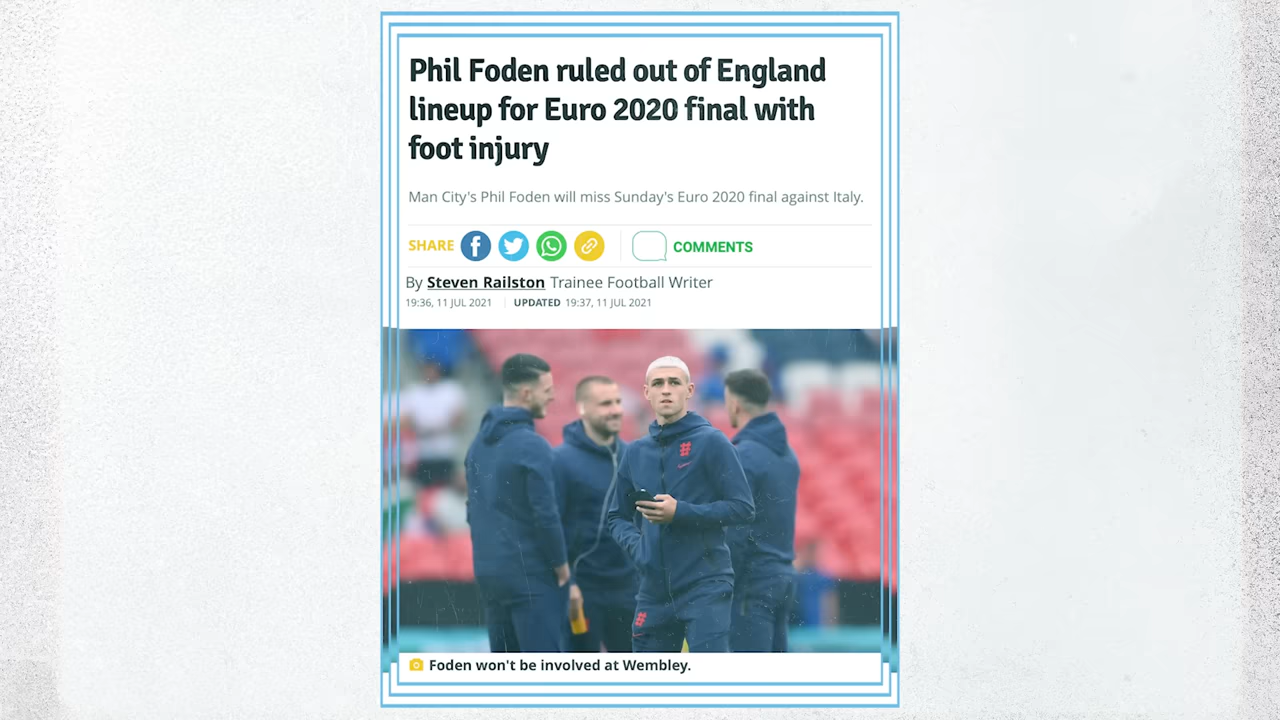 Phil Foden ruled out of England
lineup for Euro 2020 final with
foot injury
Man City's Phil Foden will miss Sunday's Euro 2020 final against Italy.
SHARE COMMENTS
By Steven Railston Trainee Football Writer
19:36, 11 JUL 2021 UPDATED 19:37, 11 JUL 2021
Foden won't be involved at Wembley.